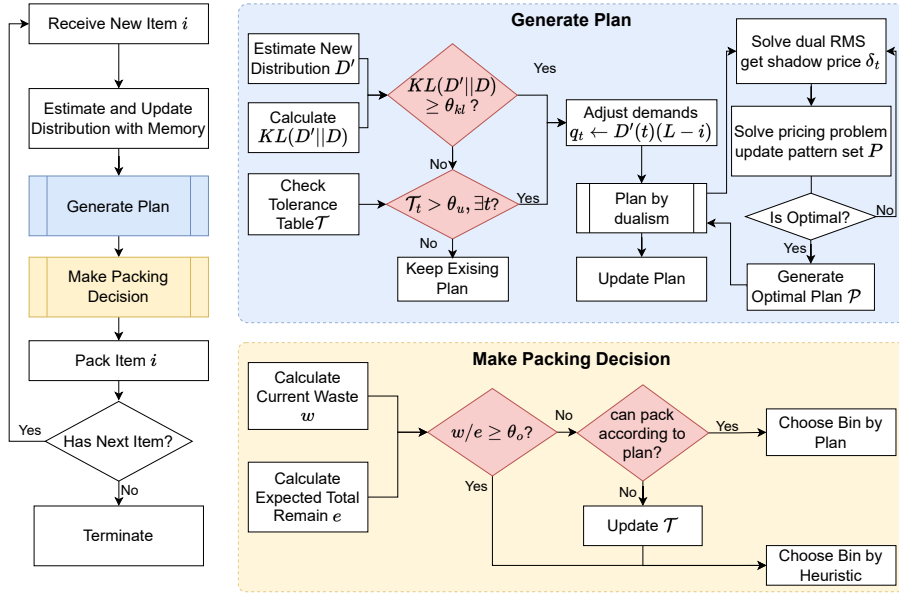 Receive New Item i
Estimate and Update
Distribution with Memory
Generate Plan
Make Packing
Decision
Pack Item i
Has Next Item?
Yes
No
Terminate
Generate Plan
Estimate New
Distribution D′
Calculate
KL(D′||D)
KL(D′||D)
≥ θ_kl ?
Yes
No
Check
Tolerance
Table𝒯
𝒯_t > θ_u, ∃t?
Yes
No
Keep Exising
Plan
Adjust demands
q_t ← D′(t)(L − i)
Plan by
dualism
Update Plan
Solve dual RMS
get shadow price δ_t
Solve pricing problem
update pattern set P
Is Optimal?
No
Yes
Generate
Optimal Plan 𝒫
Make Packing Decision
Calculate
Current Waste
w
Calculate
Expected Total
Remain e
w/e ≥ θ_o?
No
Yes
can pack
according to
plan?
Yes
No
Update 𝒯
Choose Bin by
Plan
Choose Bin by
Heuristic